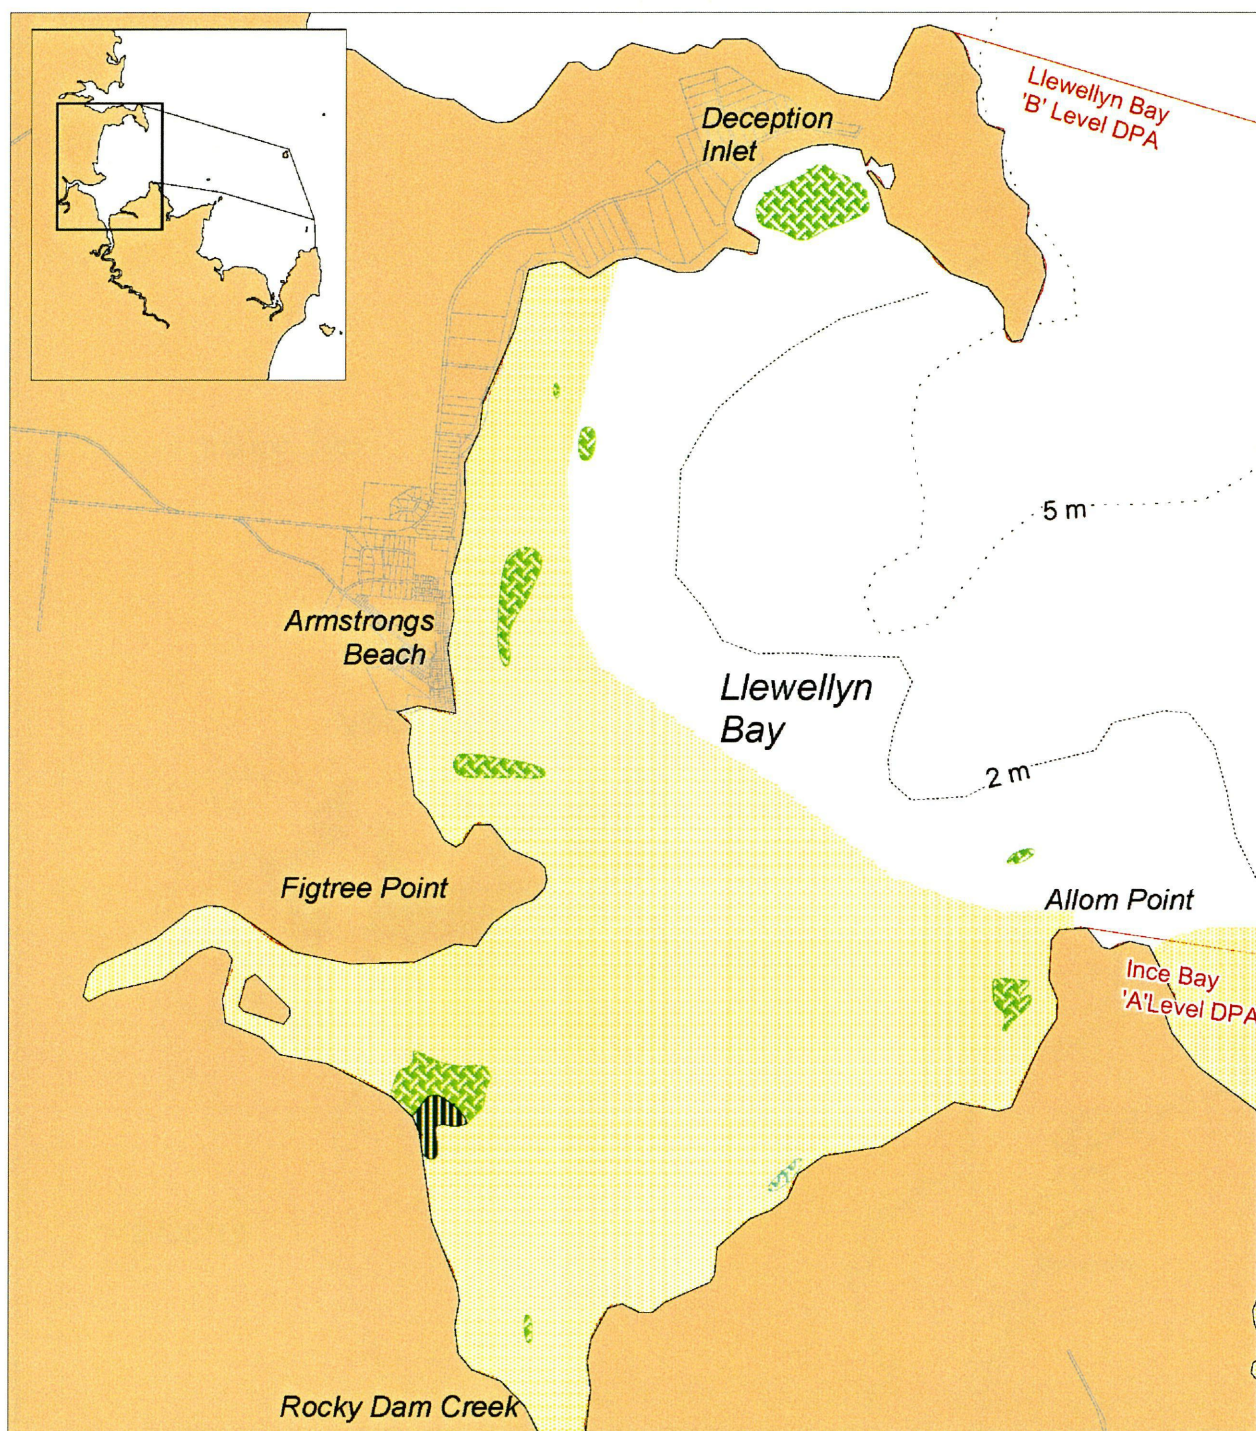 Llewellyn Bay
'B' Level DPA
Deception
Inlet
5 m
Armstrongs
Beach
Llewellyn
Bay
2 m
Figtree Point
Allom Point
Ince Bay
'A'Level DPA
Rocky Dam Creek